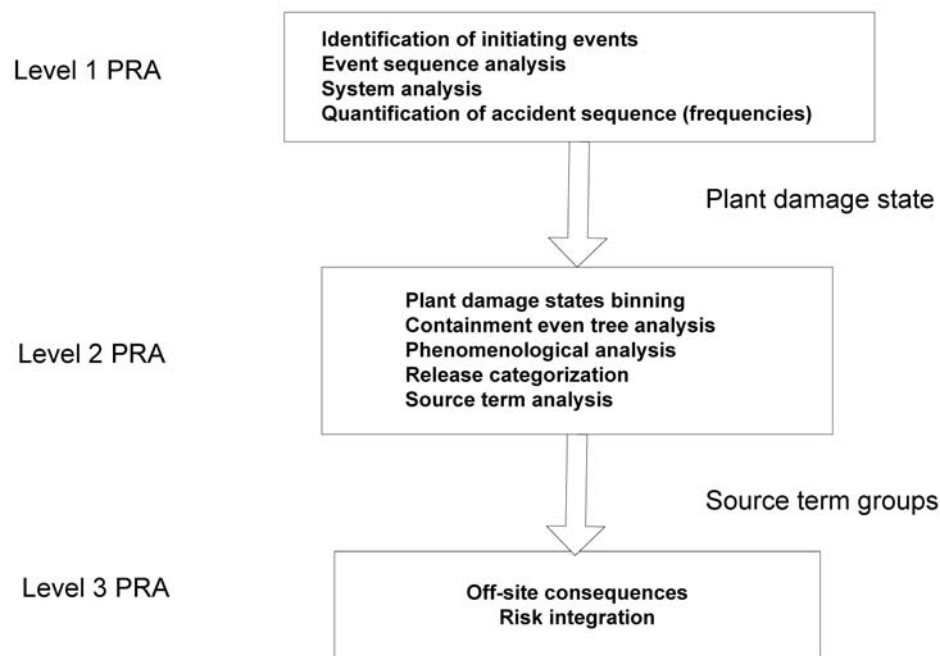 Level 1 PRA
Identification of initiating events
Event sequence analysis
System analysis
Quantification of accident sequence (frequencies)
Plant damage state
Level 2 PRA
Plant damage states binning
Containment even tree analysis
Phenomenological analysis
Release categorization
Source term analysis
Source term groups
Level 3 PRA
Off-site consequences
Risk integration